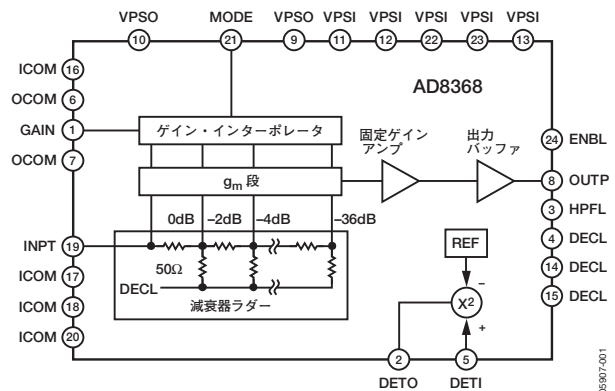 VPSO MODE VPSO VPSI VPSI VPSI VPSI VPSI
10 21 9 11 12 22 23 13
AD8368
ICOM 16
OCOM 6
GAIN 1
OCOM 7
INPT 19
ICOM 17
ICOM 18
ICOM 20
ゲイン・インターポレータ
gm 段
0dB −2dB −4dB −36dB
50Ω
DECL
減衰器ラダー
固定ゲイン
アンプ
出力
バッファ
REF
−
X2
+
24 ENBL
8 OUTP
3 HPFL
4 DECL
14 DECL
15 DECL
2 5
DETO DETI
05907-001